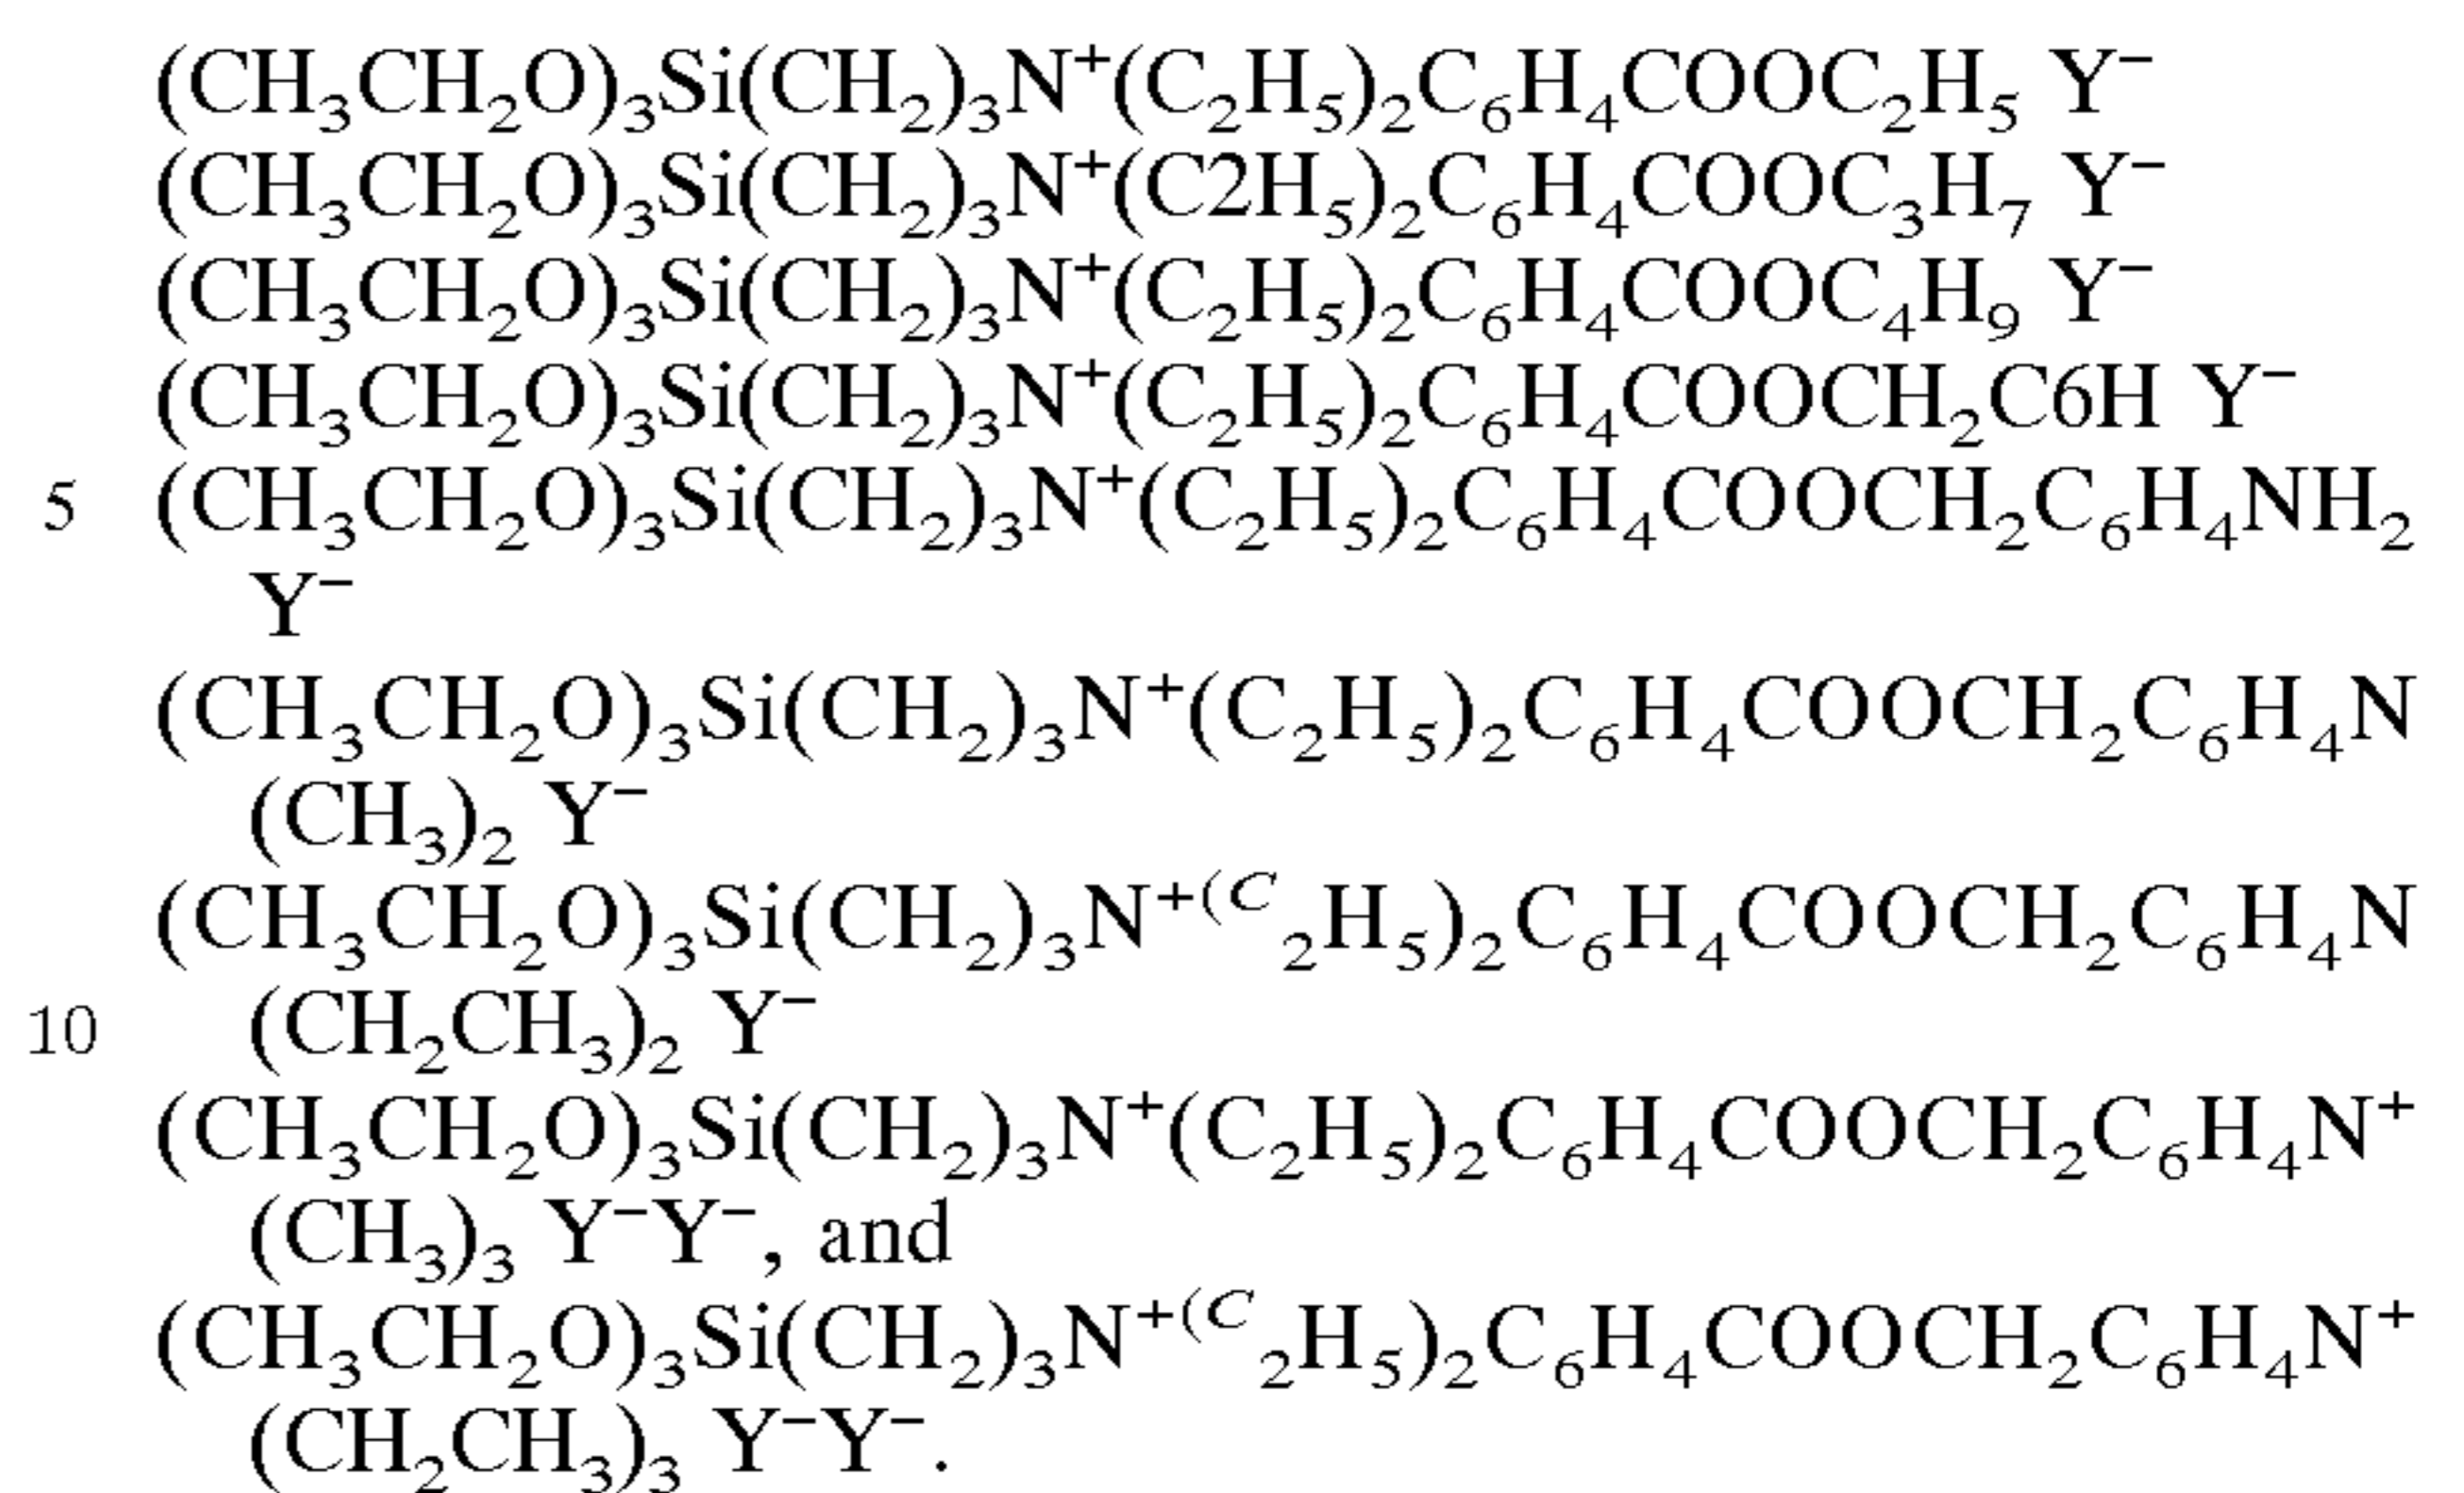 (CH₃CH₂O)₃Si(CH₂)₃N⁺(C₂H₅)₂C₆H₄COOC₂H₅ Y⁻
(CH₃CH₂O)₃Si(CH₂)₃N⁺(C2H₅)₂C₆H₄COOC₃H₇ Y⁻
(CH₃CH₂O)₃Si(CH₂)₃N⁺(C₂H₅)₂C₆H₄COOC₄H₉ Y⁻
(CH₃CH₂O)₃Si(CH₂)₃N⁺(C₂H₅)₂C₆H₄COOCH₂C6H Y⁻
5 (CH₃CH₂O)₃Si(CH₂)₃N⁺(C₂H₅)₂C₆H₄COOCH₂C₆H₄NH₂
Y⁻
(CH₃CH₂O)₃Si(CH₂)₃N⁺(C₂H₅)₂C₆H₄COOCH₂C₆H₄N
(CH₃)₂ Y⁻
(CH₃CH₂O)₃Si(CH₂)₃N⁺⁽ᶜ ₂H₅)₂C₆H₄COOCH₂C₆H₄N
10 (CH₂CH₃)₂ Y⁻
(CH₃CH₂O)₃Si(CH₂)₃N⁺(C₂H₅)₂C₆H₄COOCH₂C₆H₄N⁺
(CH₃)₃ Y⁻Y⁻, and
(CH₃CH₂O)₃Si(CH₂)₃N⁺⁽ᶜ ₂H₅)₂C₆H₄COOCH₂C₆H₄N⁺
(CH₂CH₃)₃ Y⁻Y⁻.